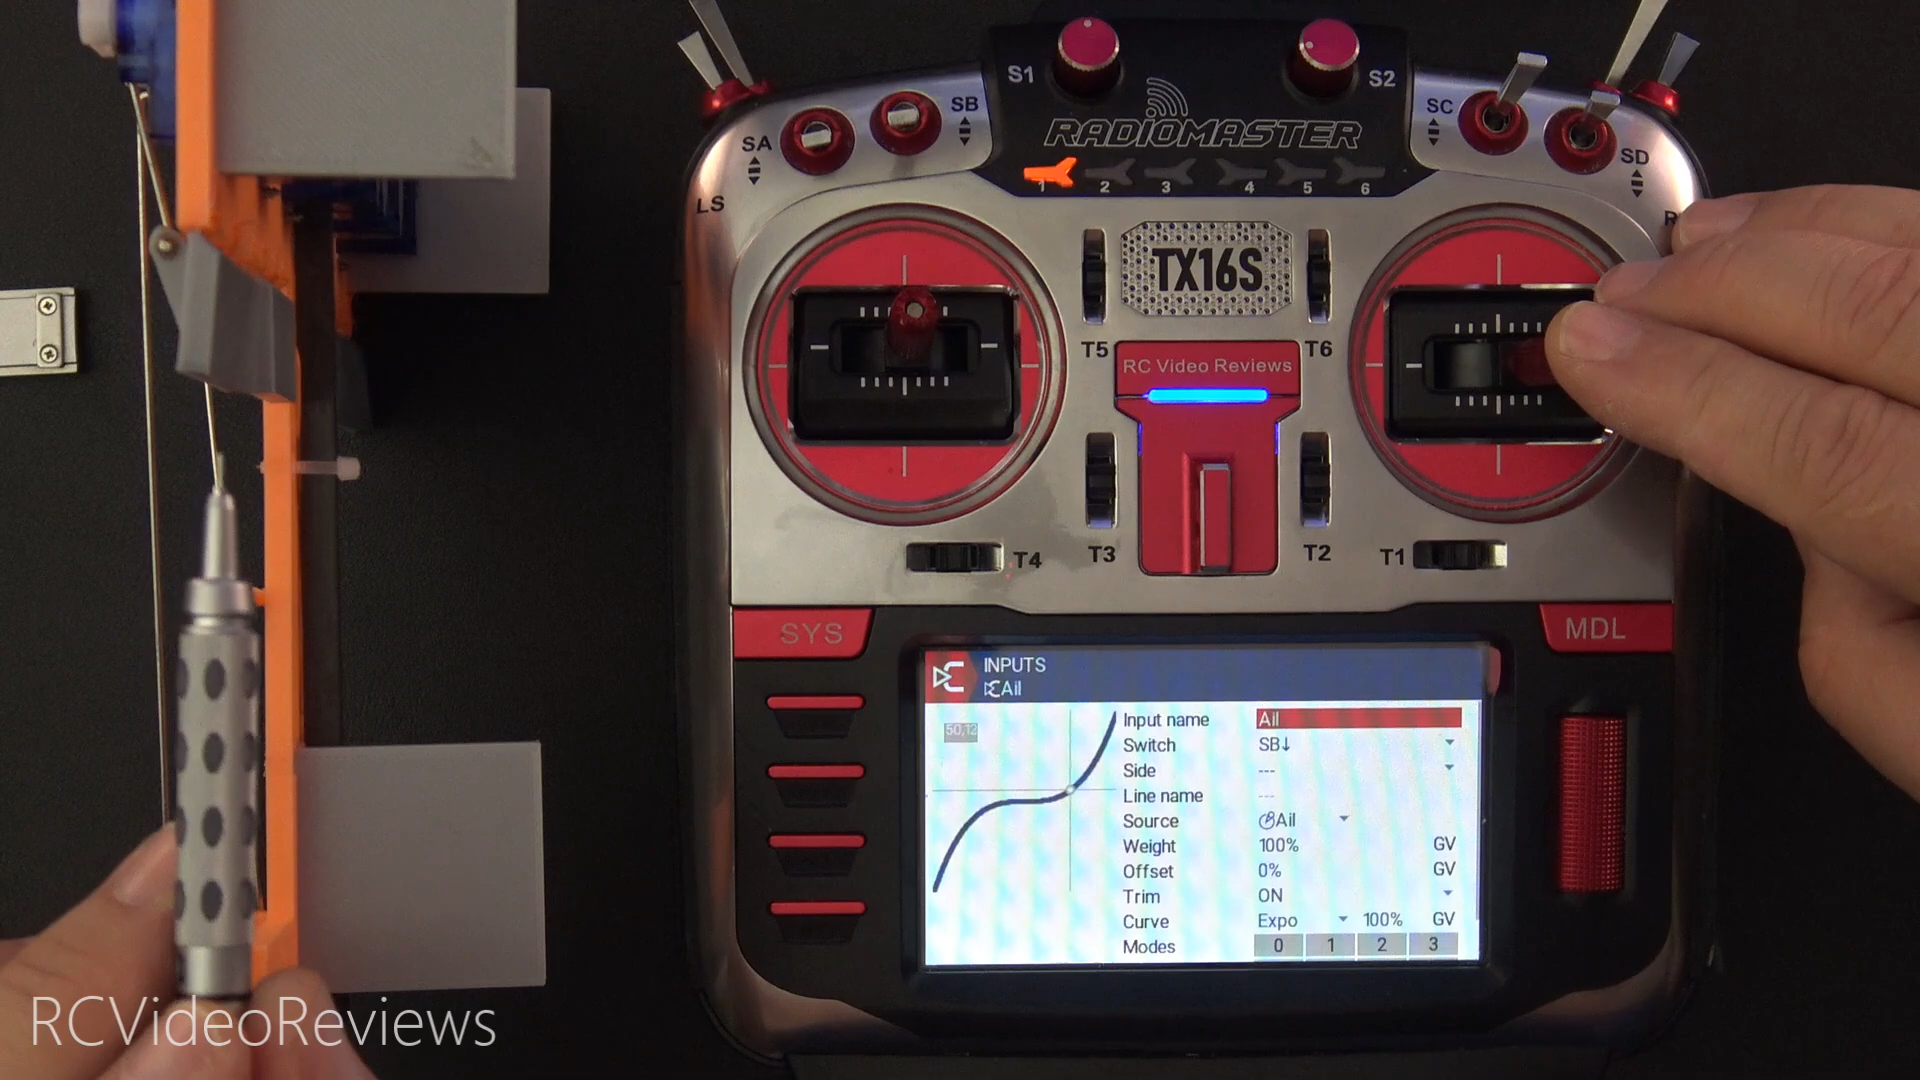 S1
S2
SB
SC
SA
SD
RADIOMASTER
1 2 3 4 5 6
LS
R
TX16S
T5
T6
RC Video Reviews
T3
T2
T4
T1
SYS
MDL
INPUTS
Ail
50,12
Input name Ail
Switch SB↓
Side ---
Line name ---
Source Ail
Weight 100% GV
Offset 0% GV
Trim ON
Curve Expo 100% GV
Modes 0 1 2 3
RCVideoReviews